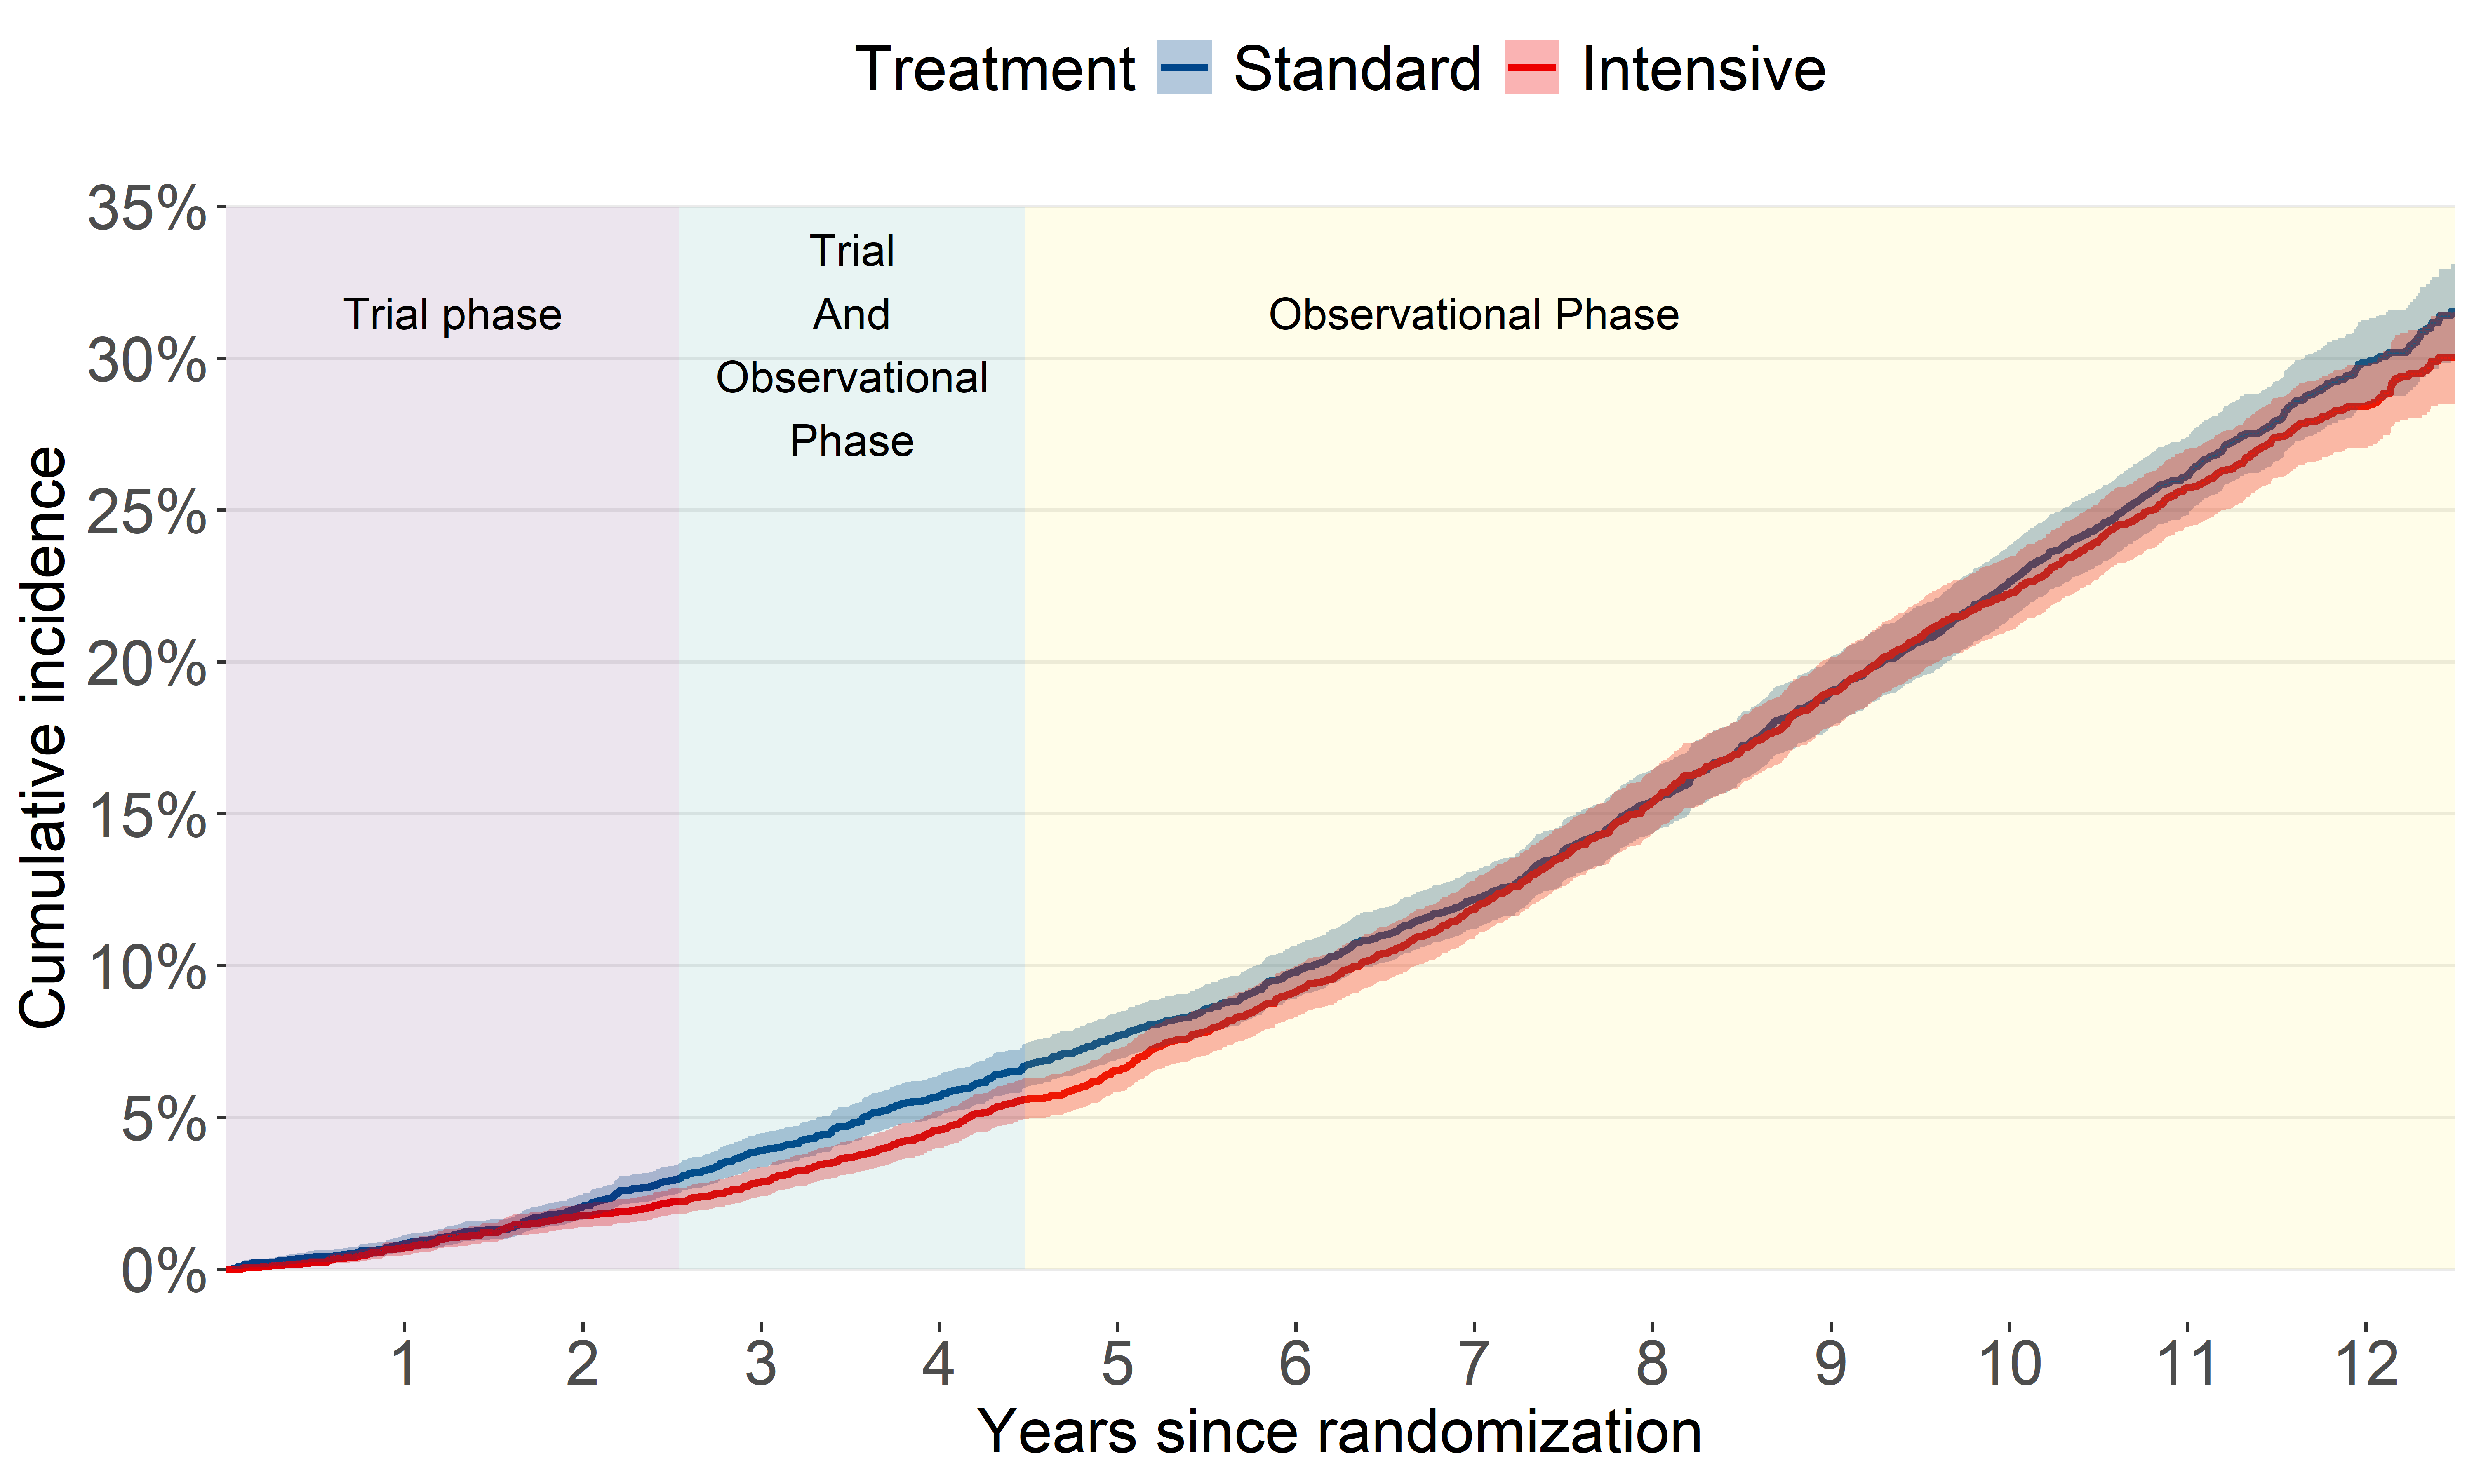 Treatment Standard Intensive
35%
30%
25%
20%
15%
10%
5%
0%
Cumulative incidence
Trial phase
Trial
And
Observational
Phase
Observational Phase
1 2 3 4 5 6 7 8 9 10 11 12
Years since randomization